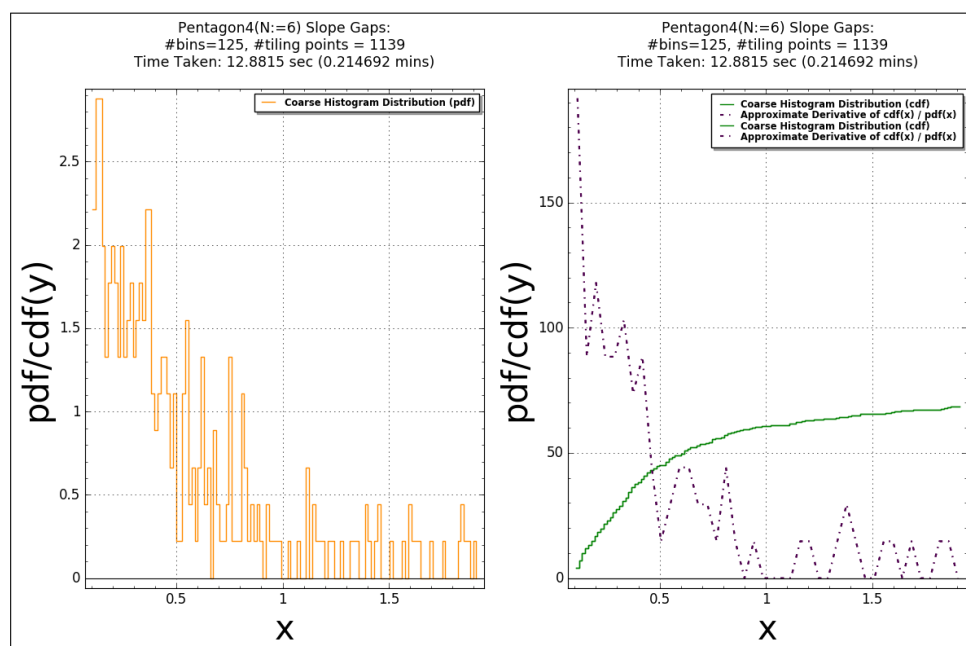 Pentagon4(N:=6) Slope Gaps:
#bins=125, #tiling points = 1139
Time Taken: 12.8815 sec (0.214692 mins)
Coarse Histogram Distribution (pdf)
pdf/cdf(y)
2.5
2
1.5
1
0.5
0
0.5
1
1.5
x
Pentagon4(N:=6) Slope Gaps:
#bins=125, #tiling points = 1139
Time Taken: 12.8815 sec (0.214692 mins)
Coarse Histogram Distribution (cdf)
Approximate Derivative of cdf(x) / pdf(x)
Coarse Histogram Distribution (cdf)
Approximate Derivative of cdf(x) / pdf(x)
pdf/cdf(y)
150
100
50
0
0.5
1
1.5
x